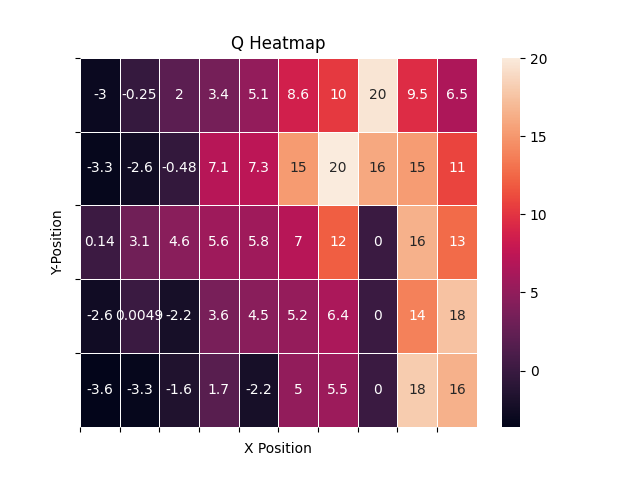 Q Heatmap
-3 -0.25 2 3.4 5.1 8.6 10 20 9.5 6.5
-3.3 -2.6 -0.48 7.1 7.3 15 20 16 15 11
0.14 3.1 4.6 5.6 5.8 7 12 0 16 13
-2.6 0.0049 -2.2 3.6 4.5 5.2 6.4 0 14 18
-3.6 -3.3 -1.6 1.7 -2.2 5 5.5 0 18 16
Y-Position
X Position
20
15
10
5
0